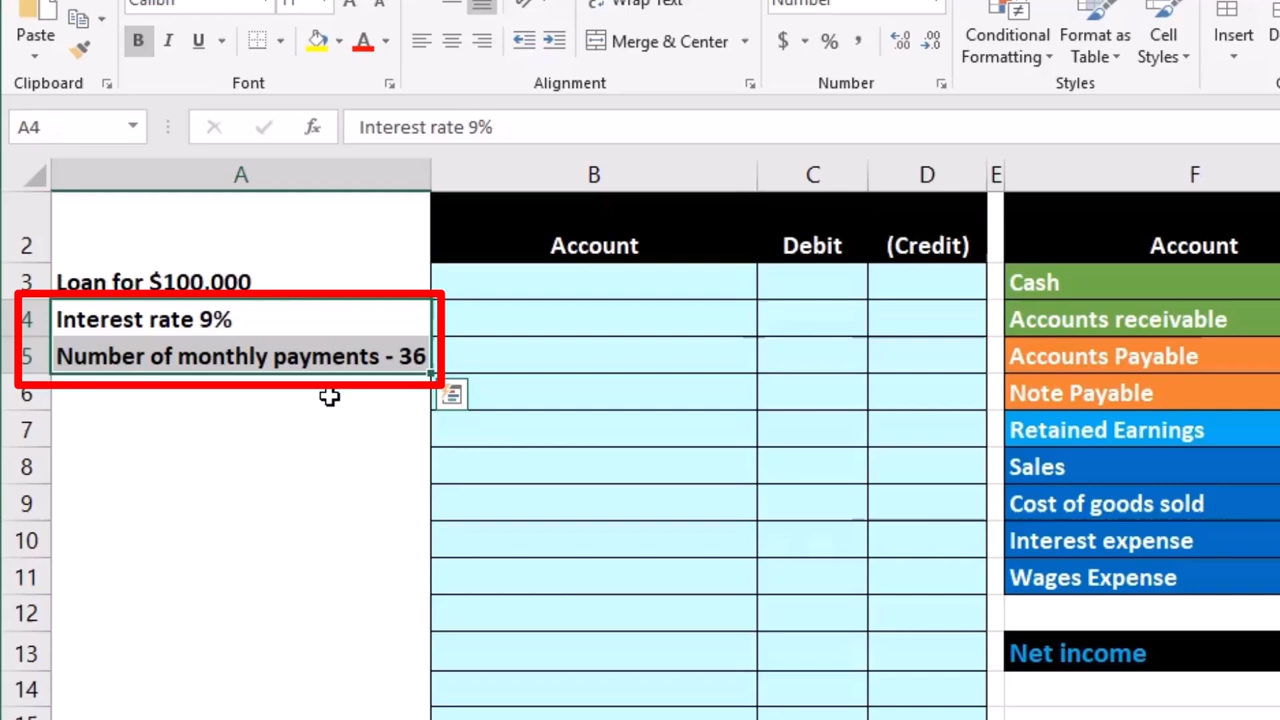 Calibri 11 A A Wrap Text Number
Paste B I U A Merge & Center $ % , Conditional Format as Cell Insert
Formatting Table Styles
Clipboard Font Alignment Number Styles
A4 fx Interest rate 9%
A B C D E F
2 Account Debit (Credit) Account
3 Loan for $100,000 Cash
4 Interest rate 9% Accounts receivable
5 Number of monthly payments - 36 Accounts Payable
6 Note Payable
7 Retained Earnings
8 Sales
9 Cost of goods sold
10 Interest expense
11 Wages Expense
12
13 Net income
14